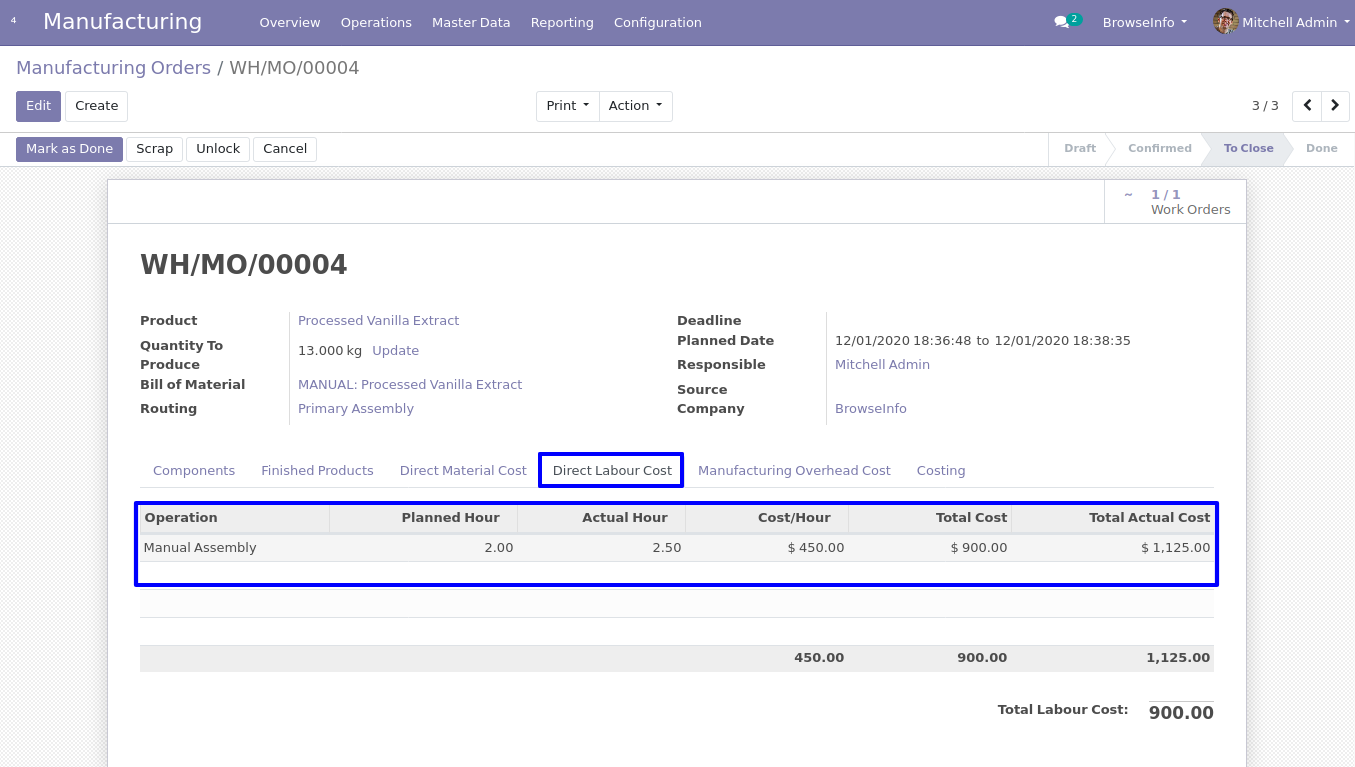 4 Manufacturing Overview Operations Master Data Reporting Configuration 2 BrowseInfo Mitchell Admin
Manufacturing Orders / WH/MO/00004
Edit Create Print Action 3 / 3
Mark as Done Scrap Unlock Cancel Draft Confirmed To Close Done
~ 1 / 1
Work Orders
WH/MO/00004
Product Processed Vanilla Extract
Quantity To Produce 13.000 kg Update
Bill of Material MANUAL: Processed Vanilla Extract
Routing Primary Assembly
Deadline
Planned Date 12/01/2020 18:36:48 to 12/01/2020 18:38:35
Responsible Mitchell Admin
Source
Company BrowseInfo
Components Finished Products Direct Material Cost Direct Labour Cost Manufacturing Overhead Cost Costing
Operation Planned Hour Actual Hour Cost/Hour Total Cost Total Actual Cost
Manual Assembly 2.00 2.50 $ 450.00 $ 900.00 $ 1,125.00
450.00 900.00 1,125.00
Total Labour Cost: 900.00